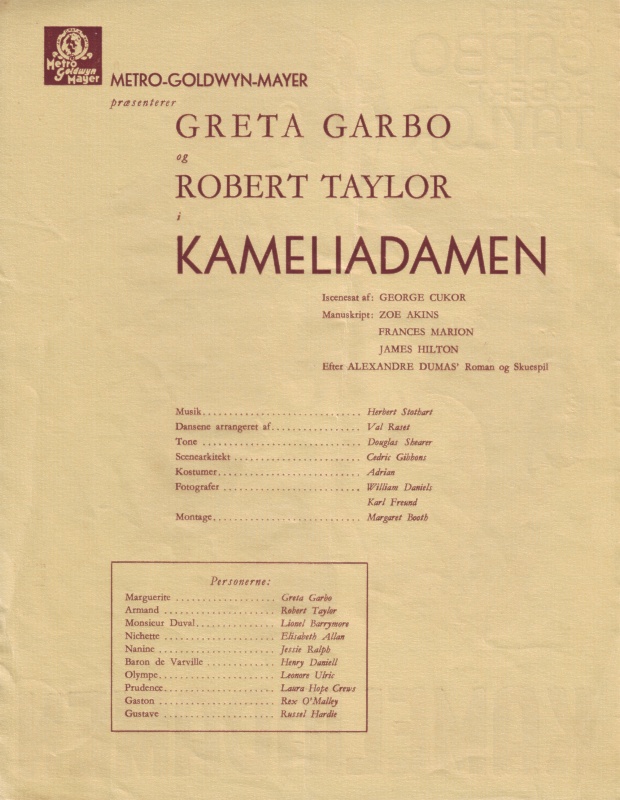 Metro
Goldwyn
Mayer
METRO-GOLDWYN-MAYER
præsenterer
GRETA GARBO
og
ROBERT TAYLOR
i
KAMELIADAMEN
Iscenesat af: GEORGE CUKOR
Manuskript: ZOE AKINS
FRANCES MARION
JAMES HILTON
Efter ALEXANDRE DUMAS' Roman og Skuespil
Musik.............................. Herbert Stothart
Dansene arrangeret af................. Val Raset
Tone .............................. Douglas Shearer
Scenearkitekt ........................ Cedric Gibbons
Kostumer........................... Adrian
Fotografer .......................... William Daniels
Karl Freund
Montage............................ Margaret Booth
Personerne:
Marguerite ................... Greta Garbo
Armand ..................... Robert Taylor
Monsieur Duval............... Lionel Barrymore
Nichette ..................... Elisabeth Allan
Nanine ...................... Jessie Ralph
Baron de Varville ............. Henry Daniell
Olympe...................... Leonore Ulric
Prudence..................... Laura Hope Crews
Gaston ...................... Rex O'Malley
Gustave ..................... Russel Hardie